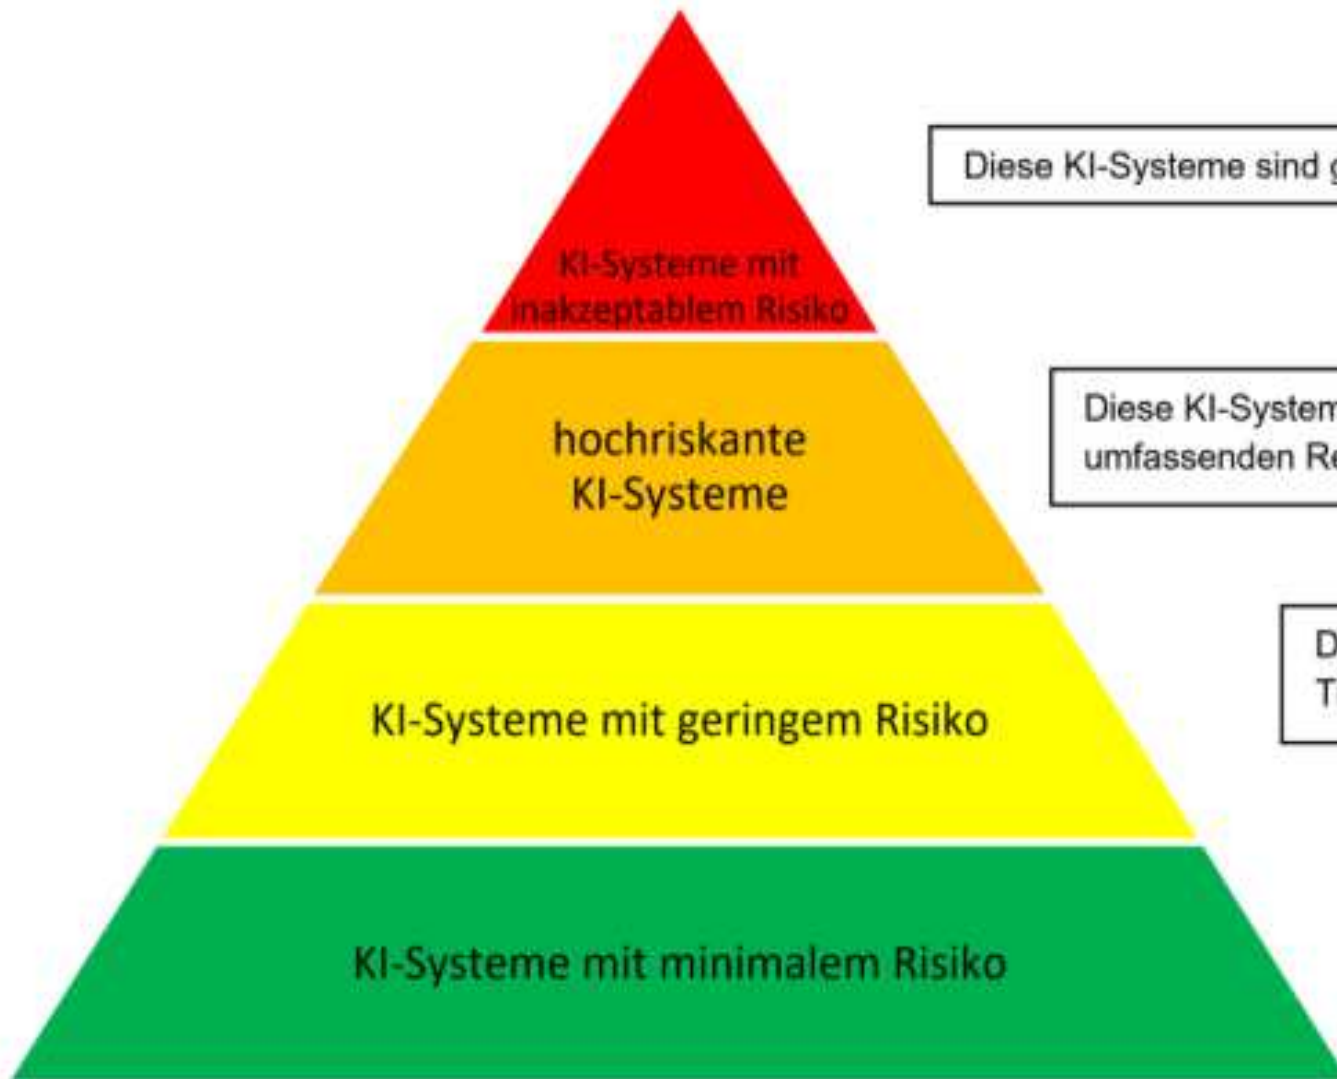 Diese KI-Systeme sind
KI-Systeme mit
inakzeptablem Risiko
hochriskante
KI-Systeme
Diese KI-System
umfassenden Re
KI-Systeme mit geringem Risiko
KI-Systeme mit minimalem Risiko